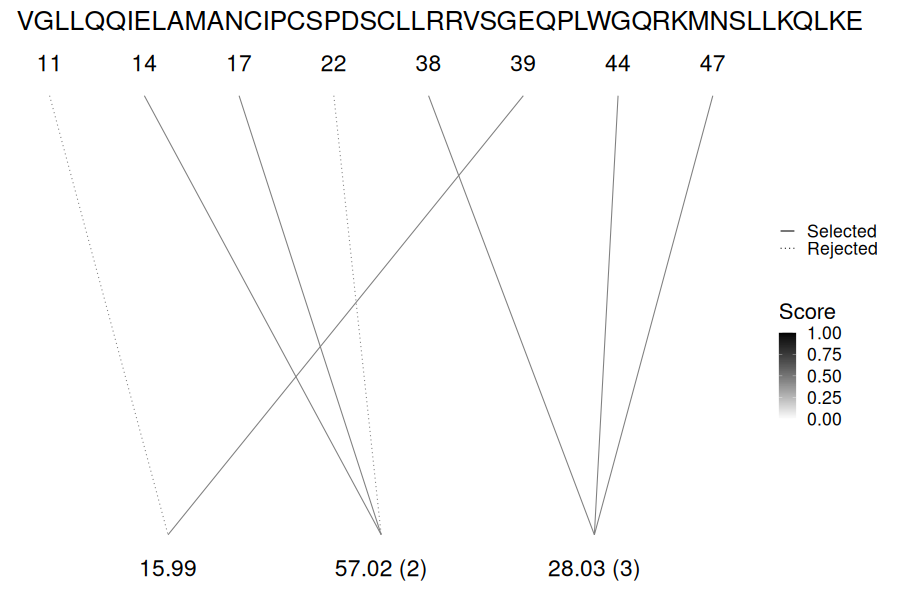 VGLLQQIELAMANCIPCSPDSCLLRRVSGEQPLWGQRKMNSLLKQLKE
11 14 17 22 38 39 44 47
Selected
Rejected
Score
1.00
0.75
0.50
0.25
0.00
15.99 57.02 (2) 28.03 (3)